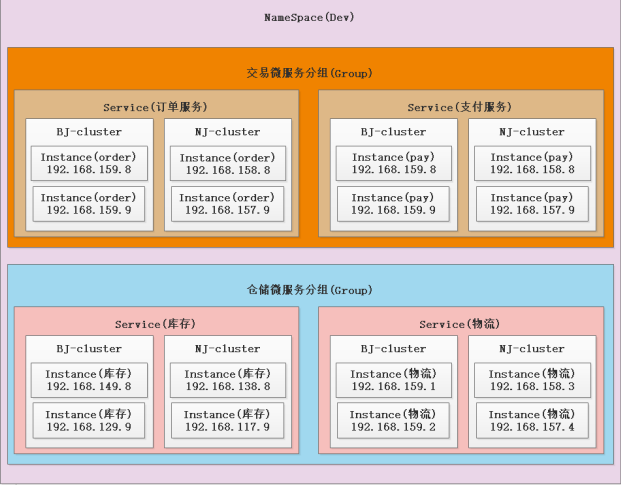 NameSpace(Dev)
交易微服务分组(Group)
Service(订单服务)
BJ-cluster
Instance(order)
192.168.159.8
Instance(order)
192.168.159.9
NJ-cluster
Instance(order)
192.168.158.8
Instance(order)
192.168.157.9
Service(支付服务)
BJ-cluster
Instance(pay)
192.168.159.8
Instance(pay)
192.168.159.9
NJ-cluster
Instance(pay)
192.168.158.8
Instance(pay)
192.168.157.9
仓储微服务分组(Group)
Service(库存)
BJ-cluster
Instance(库存)
192.168.149.8
Instance(库存)
192.168.129.9
NJ-cluster
Instance(库存)
192.168.138.8
Instance(库存)
192.168.117.9
Service(物流)
BJ-cluster
Instance(物流)
192.168.159.1
Instance(物流)
192.168.159.2
NJ-cluster
Instance(物流)
192.168.158.3
Instance(物流)
192.168.157.4